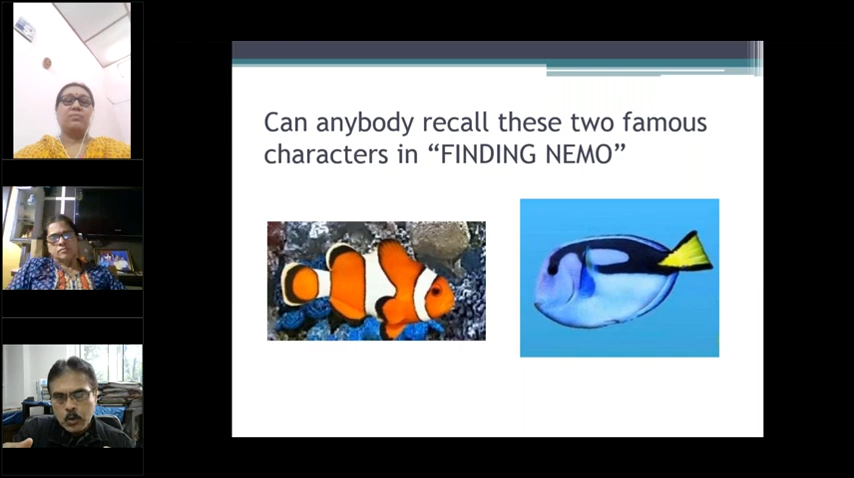 Can anybody recall these two famous
characters in “FINDING NEMO”